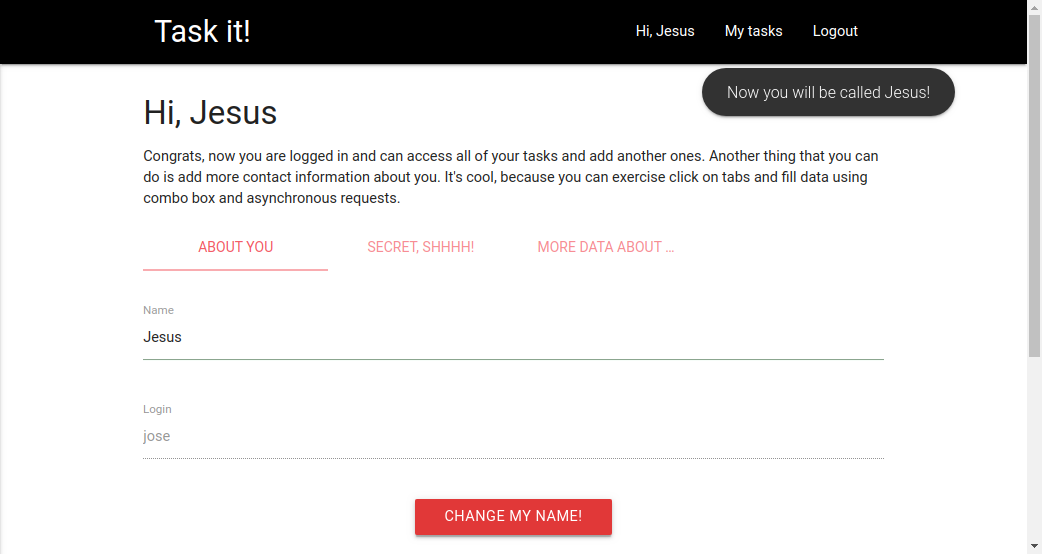 Task it!
Hi, Jesus
My tasks
Logout
Now you will be called Jesus!
Hi, Jesus
Congrats, now you are logged in and can access all of your tasks and add another ones. Another thing that you can
do is add more contact information about you. It's cool, because you can exercise click on tabs and fill data using
combo box and asynchronous requests.
ABOUT YOU
SECRET, SHHHH!
MORE DATA ABOUT ...
Name
Jesus
Login
jose
CHANGE MY NAME!